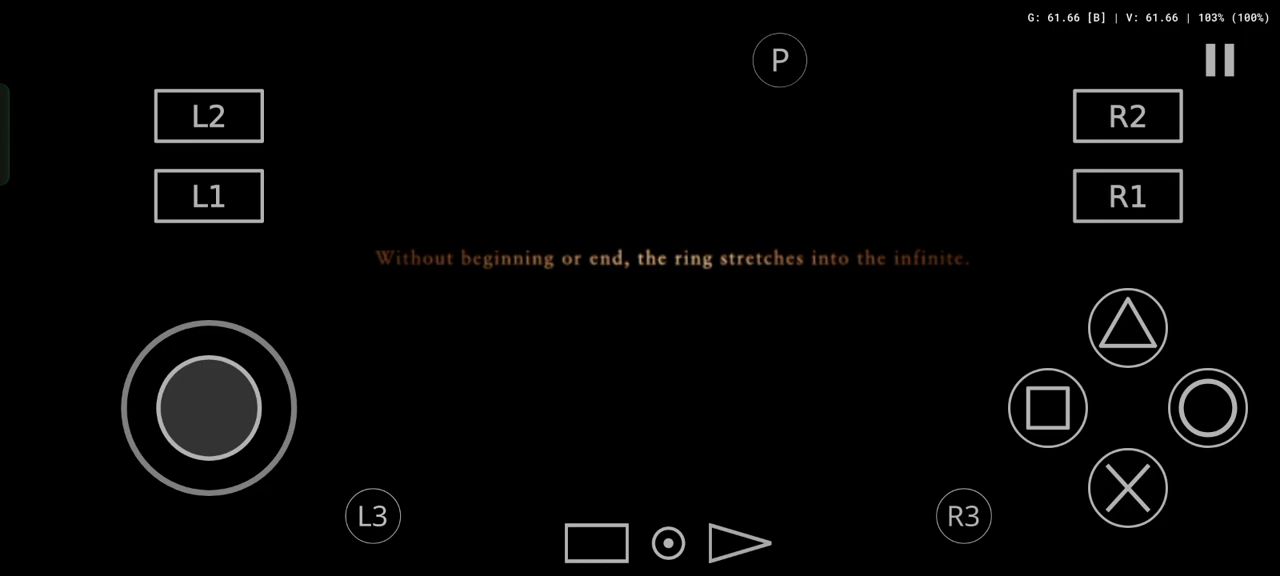 G: 61.66 [B] | V: 61.66 | 103% (100%)
P
L2
R2
L1
R1
Without beginning or end, the ring stretches into the infinite.
L3
R3